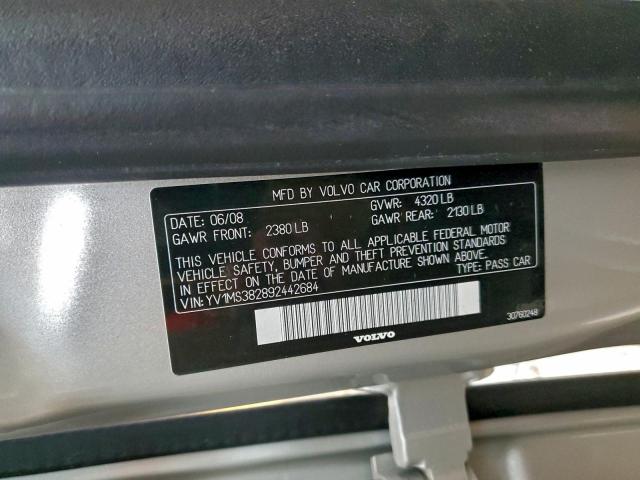 MFD BY VOLVO CAR CORPORATION
DATE: 06/08 GVWR: 4320 LB
GAWR FRONT: 2380 LB GAWR REAR: 2130 LB
THIS VEHICLE CONFORMS TO ALL APPLICABLE FEDERAL MOTOR
VEHICLE SAFETY, BUMPER AND THEFT PREVENTION STANDARDS
IN EFFECT ON THE DATE OF MANUFACTURE SHOWN ABOVE.
VIN: YV1MS382892442684 TYPE: PASS CAR
30760248
VOLVO